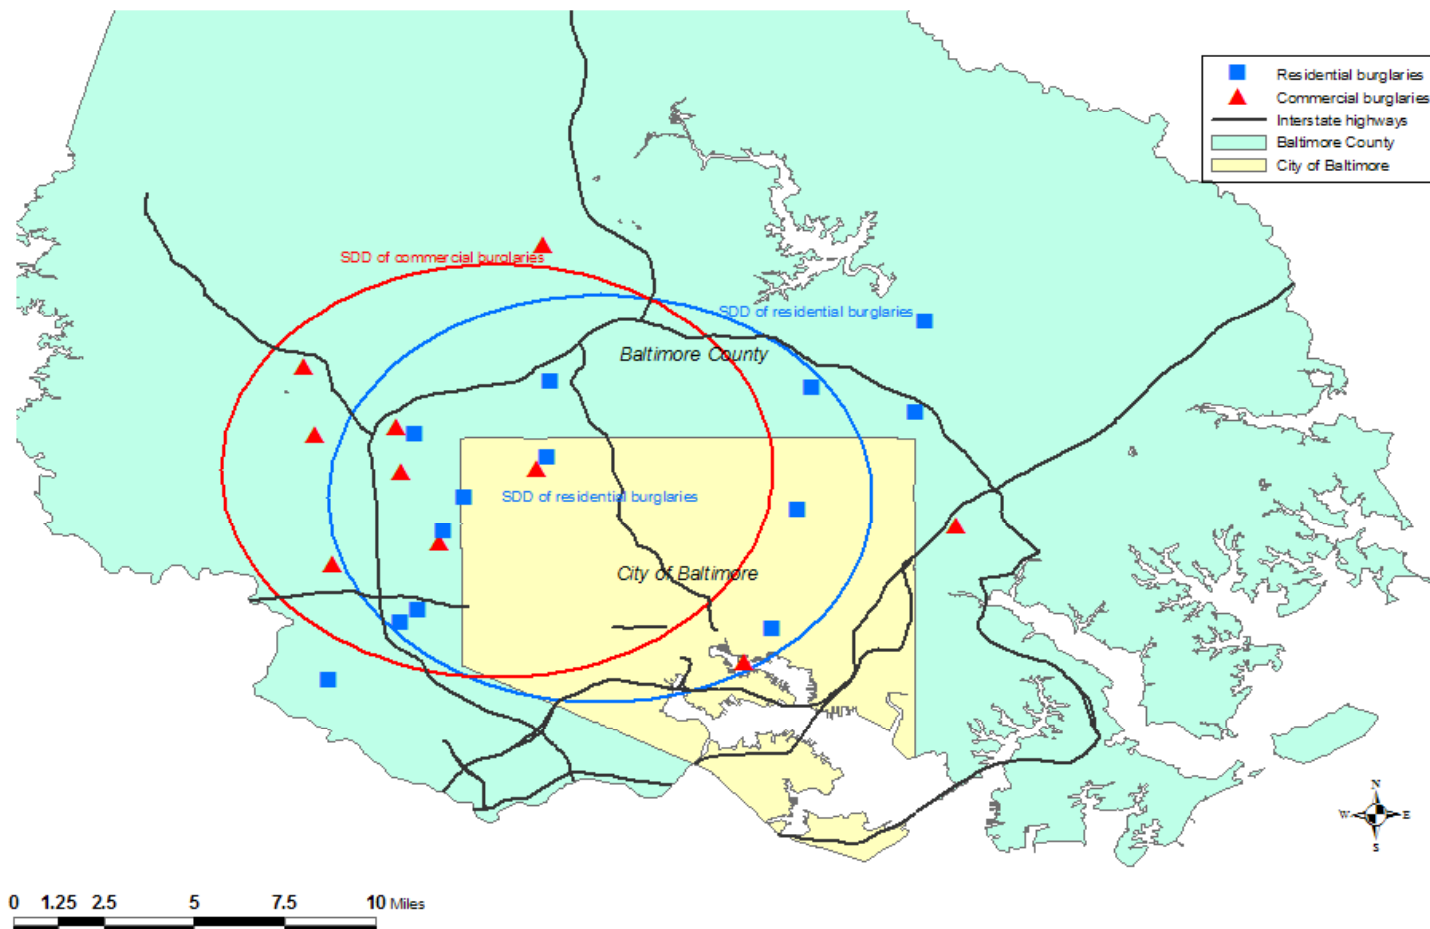 Residential burglaries
Commercial burglaries
Interstate highways
Baltimore County
City of Baltimore
SDD of commercial burglaries
SDD of residential burglaries
Baltimore County
SDD of residential burglaries
City of Baltimore
N
W E
S
0 1.25 2.5 5 7.5 10 Miles